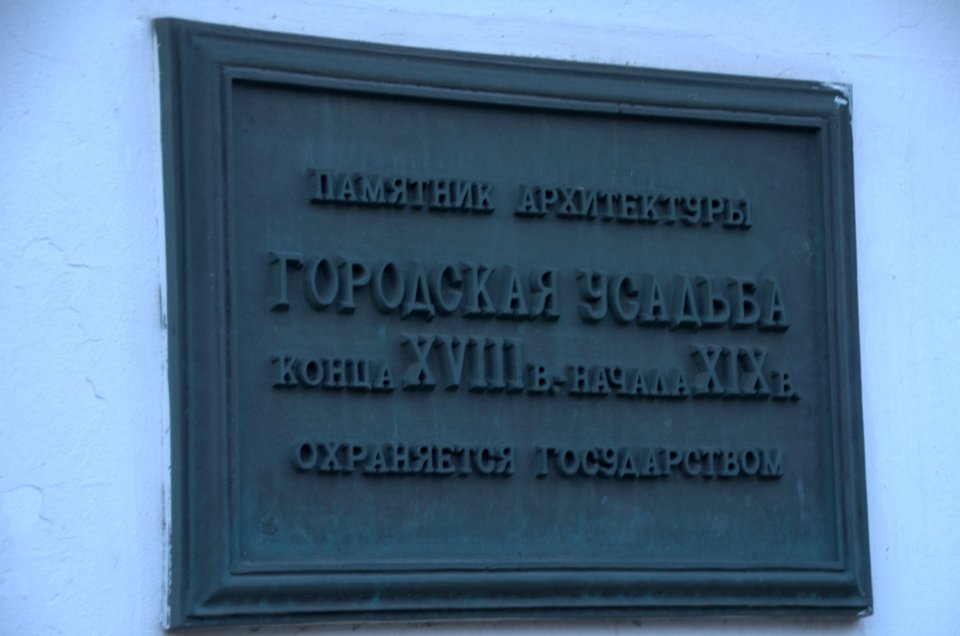 ПАМЯТНИК АРХИТЕКТУРЫ
ГОРОДСКАЯ УСАДЬБА
КОНЦА XVIII В.-НАЧАЛА XIX В.
ОХРАНЯЕТСЯ ГОСУДАРСТВОМ